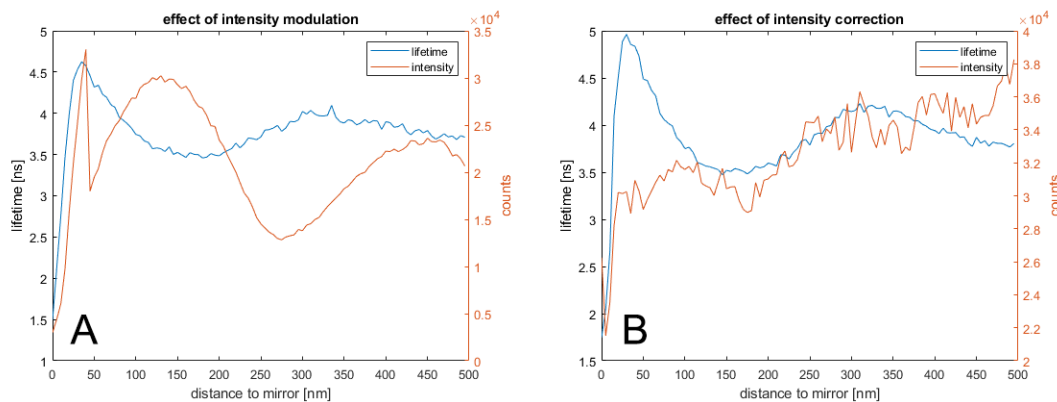 effect of intensity modulation
×10⁴
lifetime
intensity
lifetime [ns]
5
4.5
4
3.5
3
2.5
2
1.5
1
3.5
3
2.5
2
1.5
1
0.5
0
counts
A
0 50 100 150 200 250 300 350 400 450 500
distance to mirror [nm]
effect of intensity correction
×10⁴
lifetime
intensity
lifetime [ns]
5
4.5
4
3.5
3
2.5
2
1.5
4
3.8
3.6
3.4
3.2
3
2.8
2.6
2.4
2.2
2
counts
B
0 50 100 150 200 250 300 350 400 450 500
distance to mirror [nm]